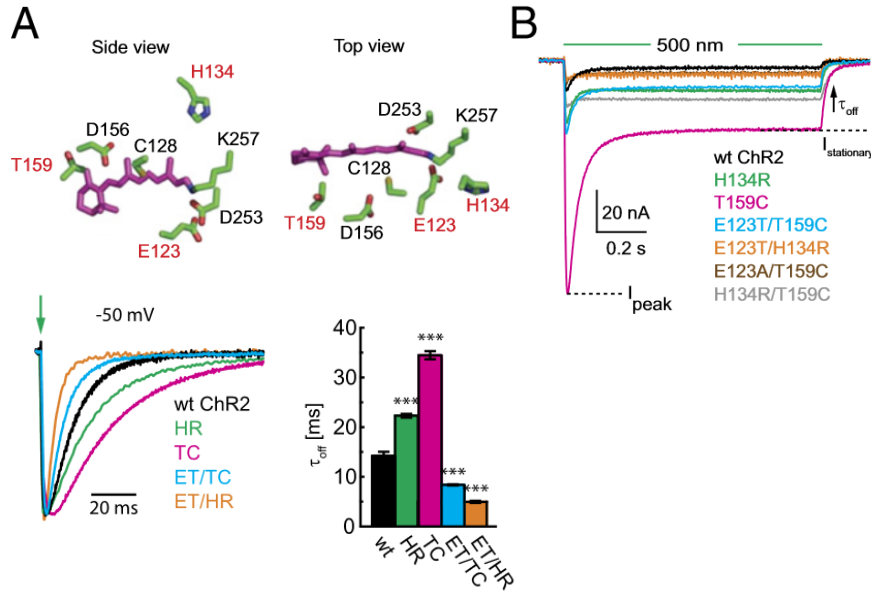 A
Side view
Top view
H134
D156
C128
K257
T159
D253
E123
D253
C128
K257
T159
D156
E123
H134
B
500 nm
τoff
Istationary
20 nA
0.2 s
wt ChR2
H134R
T159C
E123T/T159C
E123T/H134R
E123A/T159C
H134R/T159C
Ipeak
-50 mV
wt ChR2
HR
TC
ET/TC
ET/HR
20 ms
τoff [ms]
40
30
20
10
0
***
***
***
***
wt
HR
TC
ET/TC
ET/HR